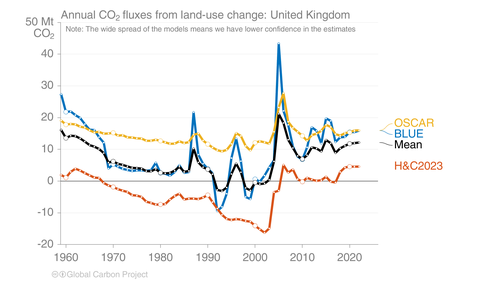 Annual CO₂ fluxes from land-use change: United Kingdom
50 Mt
CO₂
Note: The wide spread of the models means we have lower confidence in the estimates
40
30
20
10
0
-10
-20
OSCAR
BLUE
Mean
H&C2023
1960 1970 1980 1990 2000 2010 2020
Global Carbon Project